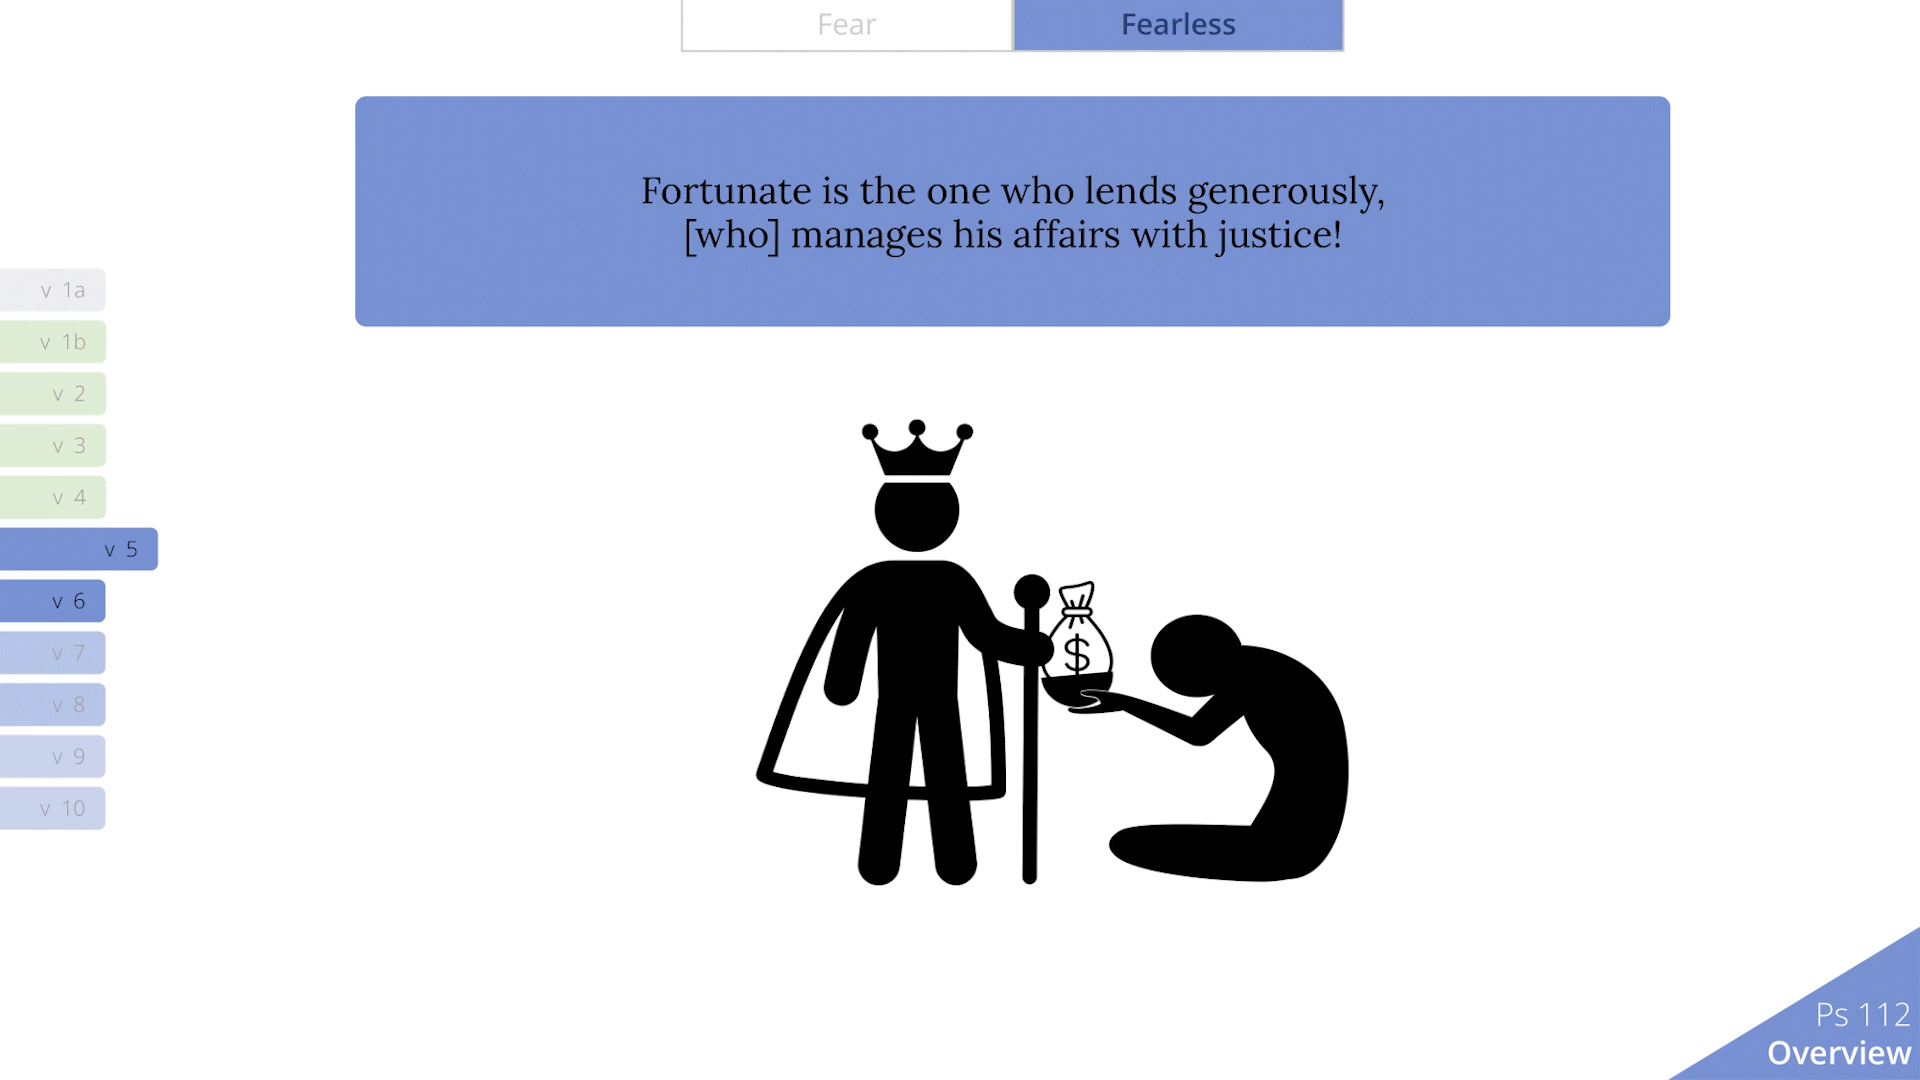 Fear
Fearless
Fortunate is the one who lends generously,
[who] manages his affairs with justice!
v 1a
v 1b
v 2
v 3
v 4
v 5
v 6
v 7
v 8
v 9
v 10
$
Ps 112
Overview